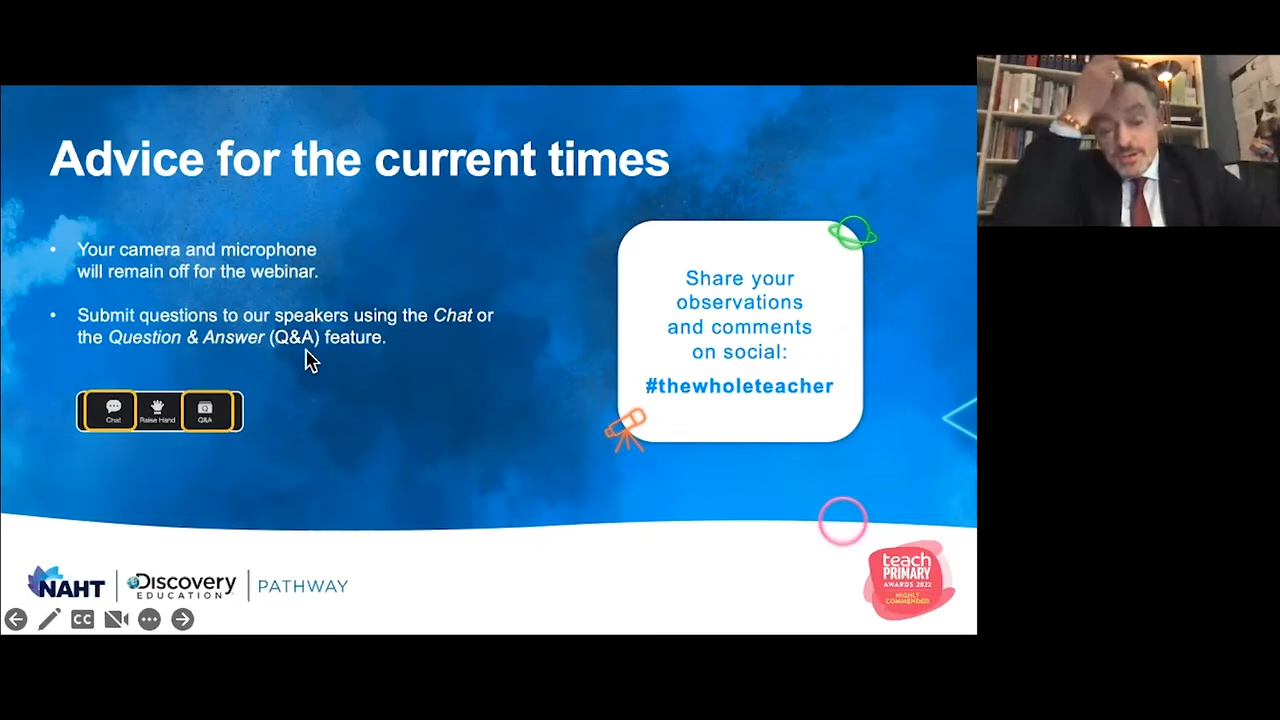 Advice for the current times
• Your camera and microphone
will remain off for the webinar.
• Submit questions to our speakers using the Chat or
the Question & Answer (Q&A) feature.
Chat
Raise Hand
Q&A
Share your
observations
and comments
on social:
#thewholeteacher
NAHT
Discovery
EDUCATION
PATHWAY
teach
PRIMARY
AWARDS 2022
HIGHLY
COMMENDED
CC